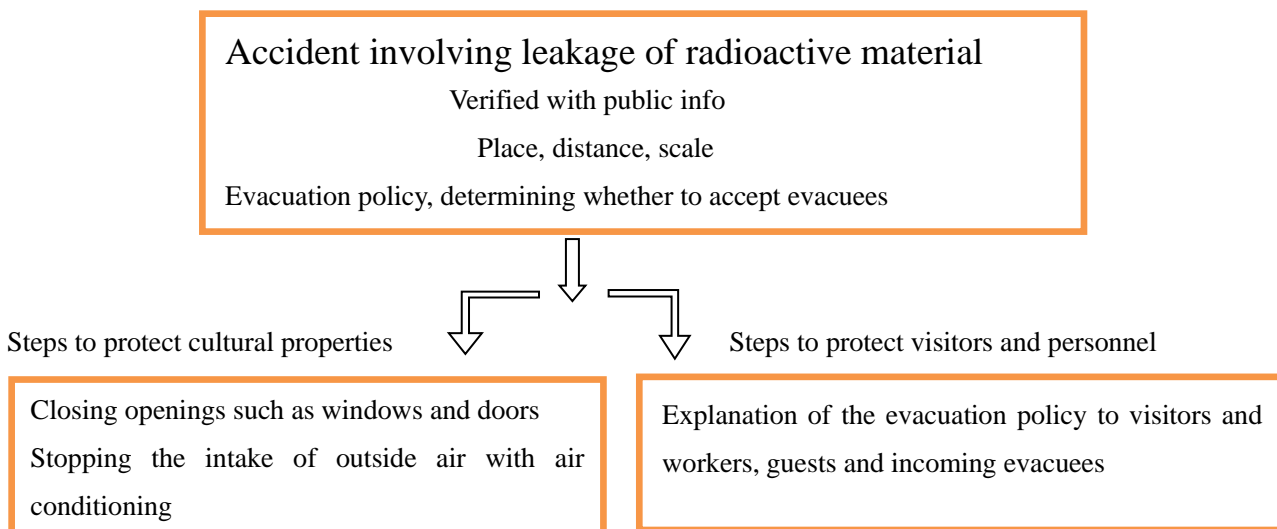 Accident involving leakage of radioactive material
Verified with public info
Place, distance, scale
Evacuation policy, determining whether to accept evacuees
Steps to protect cultural properties
Closing openings such as windows and doors
Stopping the intake of outside air with air
conditioning
Steps to protect visitors and personnel
Explanation of the evacuation policy to visitors and
workers, guests and incoming evacuees